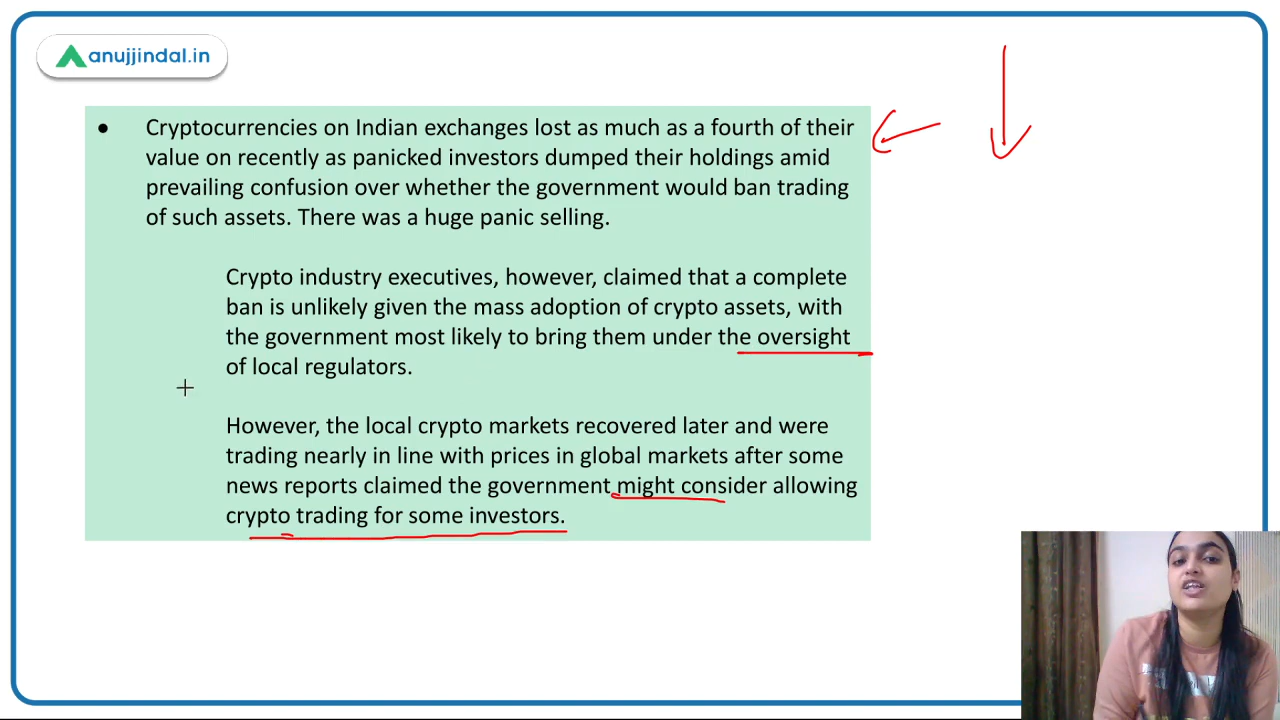 anujjindal.in
• Cryptocurrencies on Indian exchanges lost as much as a fourth of their
value on recently as panicked investors dumped their holdings amid
prevailing confusion over whether the government would ban trading
of such assets. There was a huge panic selling.
Crypto industry executives, however, claimed that a complete
ban is unlikely given the mass adoption of crypto assets, with
the government most likely to bring them under the oversight
of local regulators.
However, the local crypto markets recovered later and were
trading nearly in line with prices in global markets after some
news reports claimed the government might consider allowing
crypto trading for some investors.